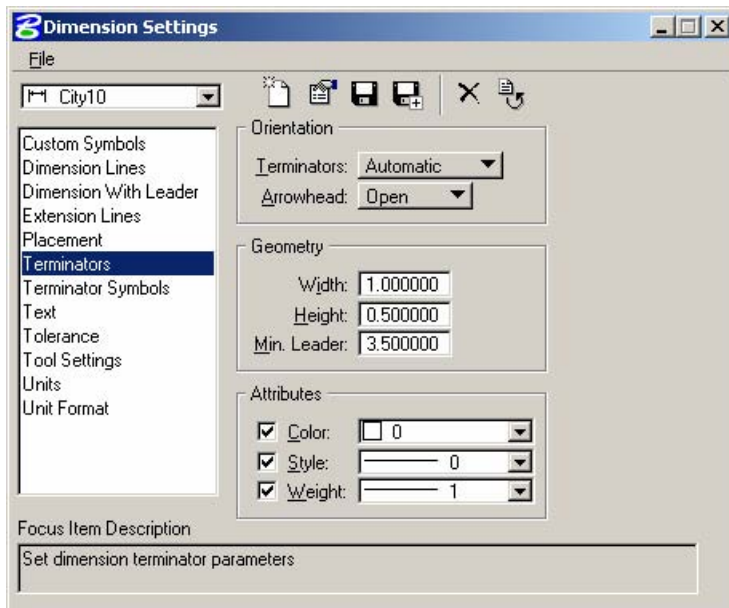 Dimension Settings
File
City10
Custom Symbols
Dimension Lines
Dimension With Leader
Extension Lines
Placement
Terminators
Terminator Symbols
Text
Tolerance
Tool Settings
Units
Unit Format
Orientation
Terminators: Automatic
Arrowhead: Open
Geometry
Width: 1.000000
Height: 0.500000
Min. Leader: 3.500000
Attributes
Color: 0
Style: 0
Weight: 1
Focus Item Description
Set dimension terminator parameters